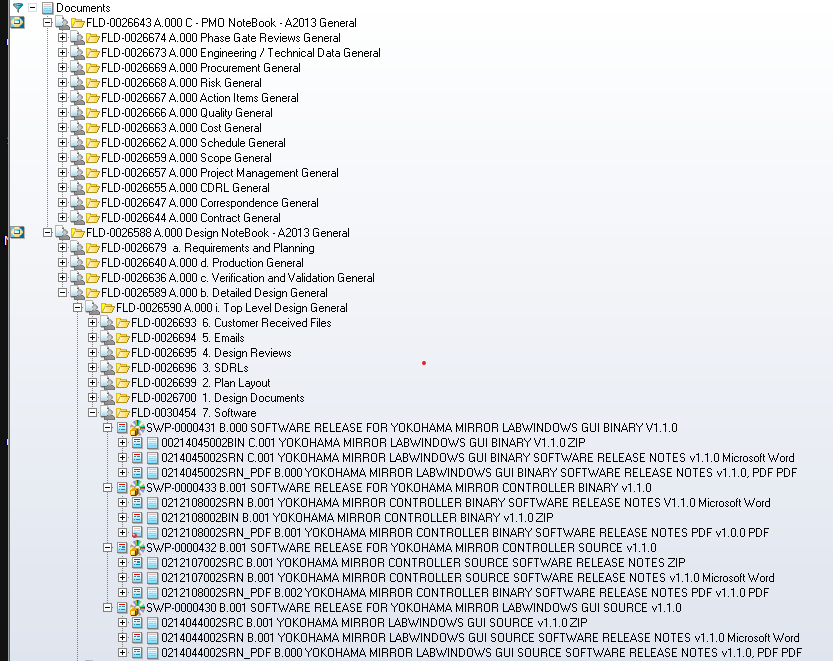 Documents
FLD-0026643 A.000 C - PMO NoteBook - A2013 General
FLD-0026674 A.000 Phase Gate Reviews General
FLD-0026673 A.000 Engineering / Technical Data General
FLD-0026669 A.000 Procurement General
FLD-0026668 A.000 Risk General
FLD-0026667 A.000 Action Items General
FLD-0026666 A.000 Quality General
FLD-0026663 A.000 Cost General
FLD-0026662 A.000 Schedule General
FLD-0026659 A.000 Scope General
FLD-0026657 A.000 Project Management General
FLD-0026655 A.000 CDRL General
FLD-0026647 A.000 Correspondence General
FLD-0026644 A.000 Contract General
FLD-0026588 A.000 Design NoteBook - A2013 General
FLD-0026679 a. Requirements and Planning
FLD-0026640 A.000 d. Production General
FLD-0026636 A.000 c. Verification and Validation General
FLD-0026589 A.000 b. Detailed Design General
FLD-0026590 A.000 i. Top Level Design General
FLD-0026693 6. Customer Received Files
FLD-0026694 5. Emails
FLD-0026695 4. Design Reviews
FLD-0026696 3. SDRLs
FLD-0026699 2. Plan Layout
FLD-0026700 1. Design Documents
FLD-0030454 7. Software
SWP-0000431 B.000 SOFTWARE RELEASE FOR YOKOHAMA MIRROR LABWINDOWS GUI BINARY V1.1.0
00214045002BIN C.001 YOKOHAMA MIRROR LABWINDOWS GUI BINARY V1.1.0 ZIP
0214045002SRN C.001 YOKOHAMA MIRROR LABWINDOWS GUI BINARY SOFTWARE RELEASE NOTES v1.1.0 Microsoft Word
0214045002SRN_PDF B.000 YOKOHAMA MIRROR LABWINDOWS GUI BINARY SOFTWARE RELEASE NOTES v1.1.0, PDF PDF
SWP-0000433 B.001 SOFTWARE RELEASE FOR YOKOHAMA MIRROR CONTROLLER BINARY v1.1.0
0212108002SRN B.001 YOKOHAMA MIRROR CONTROLLER BINARY SOFTWARE RELEASE NOTES V1.1.0 Microsoft Word
0212108002BIN B.001 YOKOHAMA MIRROR CONTROLLER BINARY v1.1.0 ZIP
0212108002SRN_PDF B.001 YOKOHAMA MIRROR CONTROLLER BINARY SOFTWARE RELEASE NOTES PDF v1.0.0 PDF
SWP-0000432 B.001 SOFTWARE RELEASE FOR YOKOHAMA MIRROR CONTROLLER SOURCE v1.1.0
0212107002SRC B.001 YOKOHAMA MIRROR CONTROLLER SOURCE SOFTWARE RELEASE NOTES ZIP
0212107002SRN B.001 YOKOHAMA MIRROR CONTROLLER SOURCE SOFTWARE RELEASE NOTES v1.1.0 Microsoft Word
0212108002SRN_PDF B.002 YOKOHAMA MIRROR CONTROLLER BINARY SOFTWARE RELEASE NOTES PDF v1.1.0 PDF
SWP-0000430 B.001 SOFTWARE RELEASE FOR YOKOHAMA MIRROR LABWINDOWS GUI SOURCE v1.1.0
0214044002SRC B.001 YOKOHAMA MIRROR LABWINDOWS GUI SOURCE v1.1.0 ZIP
0214044002SRN B.001 YOKOHAMA MIRROR LABWINDOWS GUI SOURCE SOFTWARE RELEASE NOTES v1.1.0 Microsoft Word
0214044002SRN_PDF B.000 YOKOHAMA MIRROR LABWINDOWS GUI SOURCE SOFTWARE RELEASE NOTES v1.1.0, PDF PDF